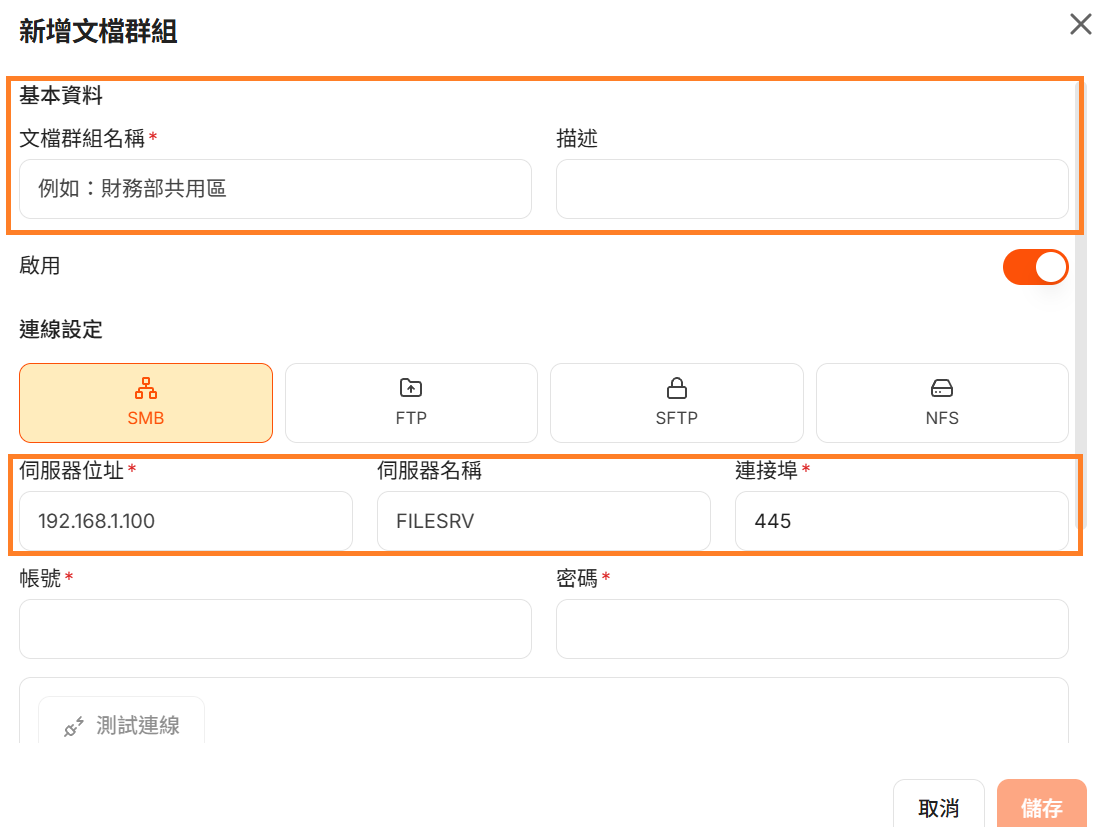 新增文檔群組
基本資料
文檔群組名稱* 描述
例如：財務部共用區
啟用
連線設定
SMB FTP SFTP NFS
伺服器位址* 伺服器名稱 連接埠*
192.168.1.100 FILESRV 445
帳號* 密碼*
測試連線
取消 儲存